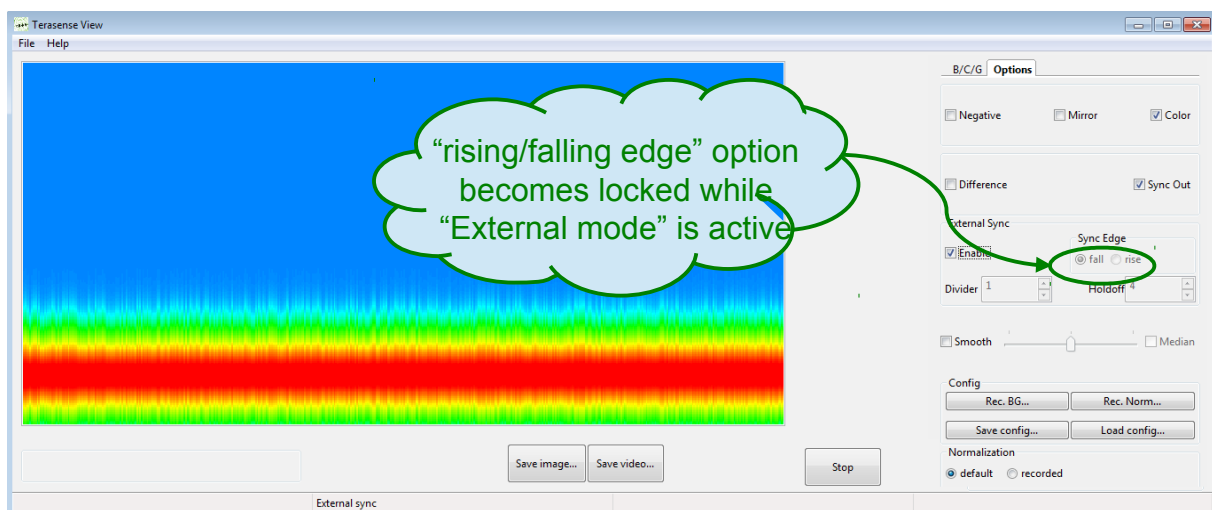 Terasense View
File Help
B/C/G Options
Negative Mirror Color
“rising/falling edge” option
becomes locked while
“External mode” is active
Difference Sync Out
External Sync
Sync Edge
Enable
fall rise
Divider 1 Holdoff 4
Smooth Median
Config
Rec. BG... Rec. Norm...
Save config... Load config...
Normalization
default recorded
Save image... Save video... Stop
External sync